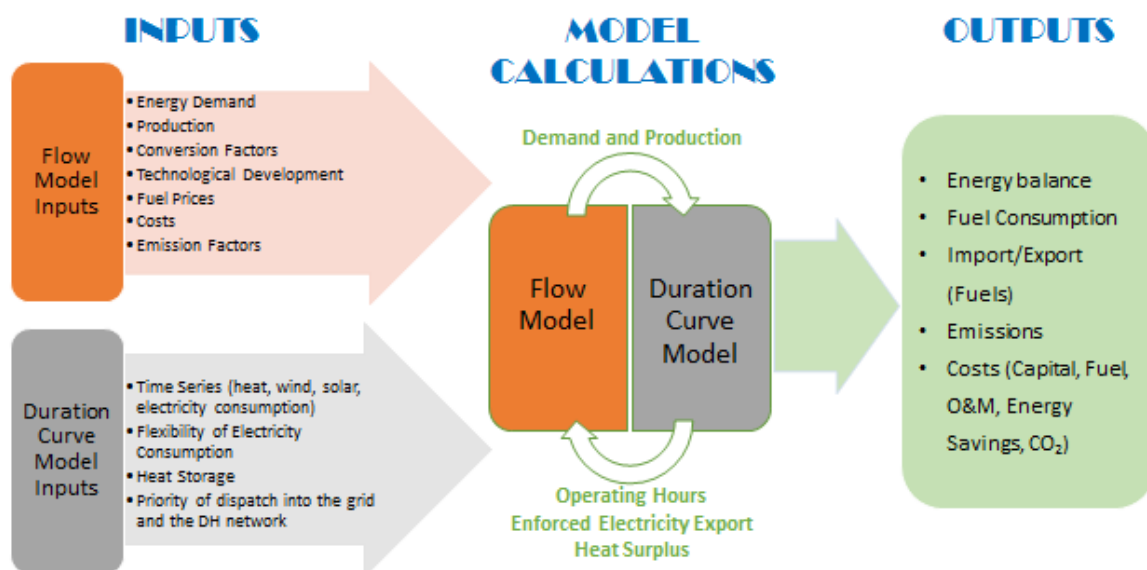 INPUTS
MODEL
CALCULATIONS
OUTPUTS
Flow
Model
Inputs
• Energy Demand
• Production
• Conversion Factors
• Technological Development
• Fuel Prices
• Costs
• Emission Factors
Duration
Curve
Model
Inputs
• Time Series (heat, wind, solar,
electricity consumption)
• Flexibility of Electricity
Consumption
• Heat Storage
• Priority of dispatch into the grid
and the DH network
Demand and Production
Flow
Model
Duration
Curve
Model
Operating Hours
Enforced Electricity Export
Heat Surplus
• Energy balance
• Fuel Consumption
• Import/Export
(Fuels)
• Emissions
• Costs (Capital, Fuel,
O&M, Energy
Savings, CO₂)